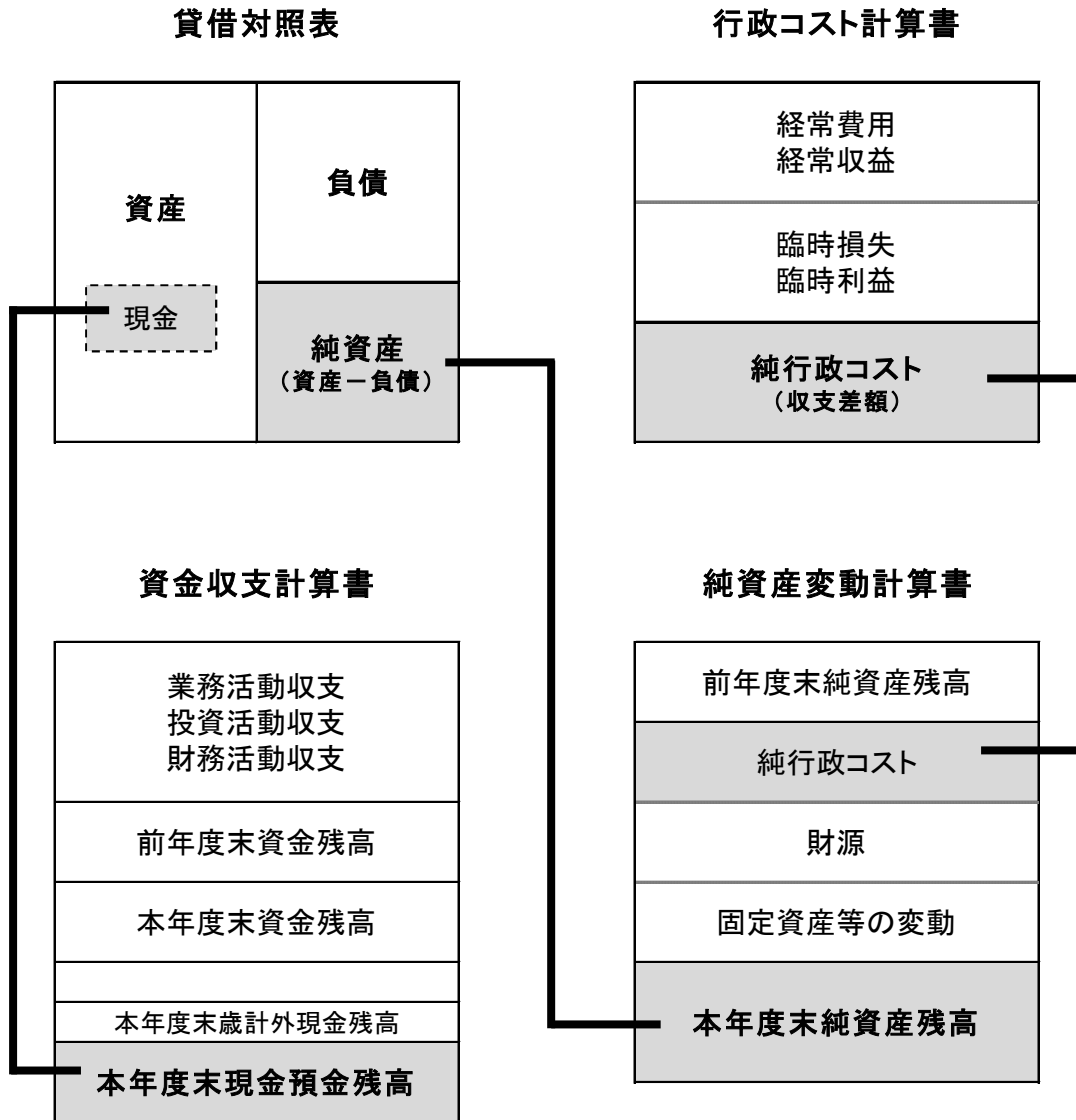 貸借対照表
資産
現金
負債
純資産
（資産－負債）
行政コスト計算書
経常費用
経常収益
臨時損失
臨時利益
純行政コスト
（収支差額）
資金収支計算書
業務活動収支
投資活動収支
財務活動収支
前年度末資金残高
本年度末資金残高
本年度末歳計外現金残高
本年度末現金預金残高
純資産変動計算書
前年度末純資産残高
純行政コスト
財源
固定資産等の変動
本年度末純資産残高